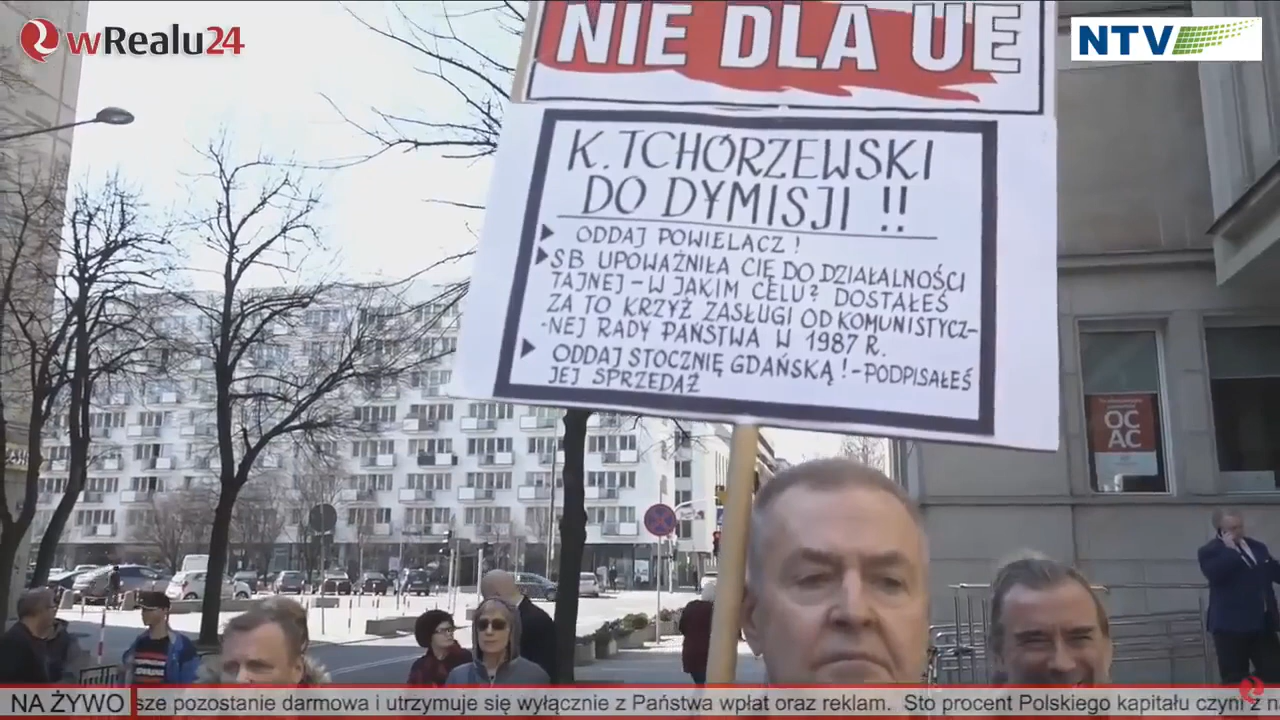 wRealu24
NTV
NIE DLA UE
K. TCHÓRZEWSKI
DO DYMISJI !!
ODDAJ POWIELACZ !
SB UPOWAŻNIŁA CIĘ DO DZIAŁALNOŚCI
TAJNEJ – W JAKIM CELU? DOSTAŁEŚ
ZA TO KRZYŻ ZASŁUGI OD KOMUNISTYCZ-
-NEJ RADY PAŃSTWA W 1987 R.
ODDAJ STOCZNIĘ GDAŃSKĄ ! – PODPISAŁEŚ
JEJ SPRZEDAŻ
OC
AC
NA ŻYWO sze pozostanie darmowa i utrzymuje się wyłącznie z Państwa wpłat oraz reklam. Sto procent Polskiego kapitału czyni z n